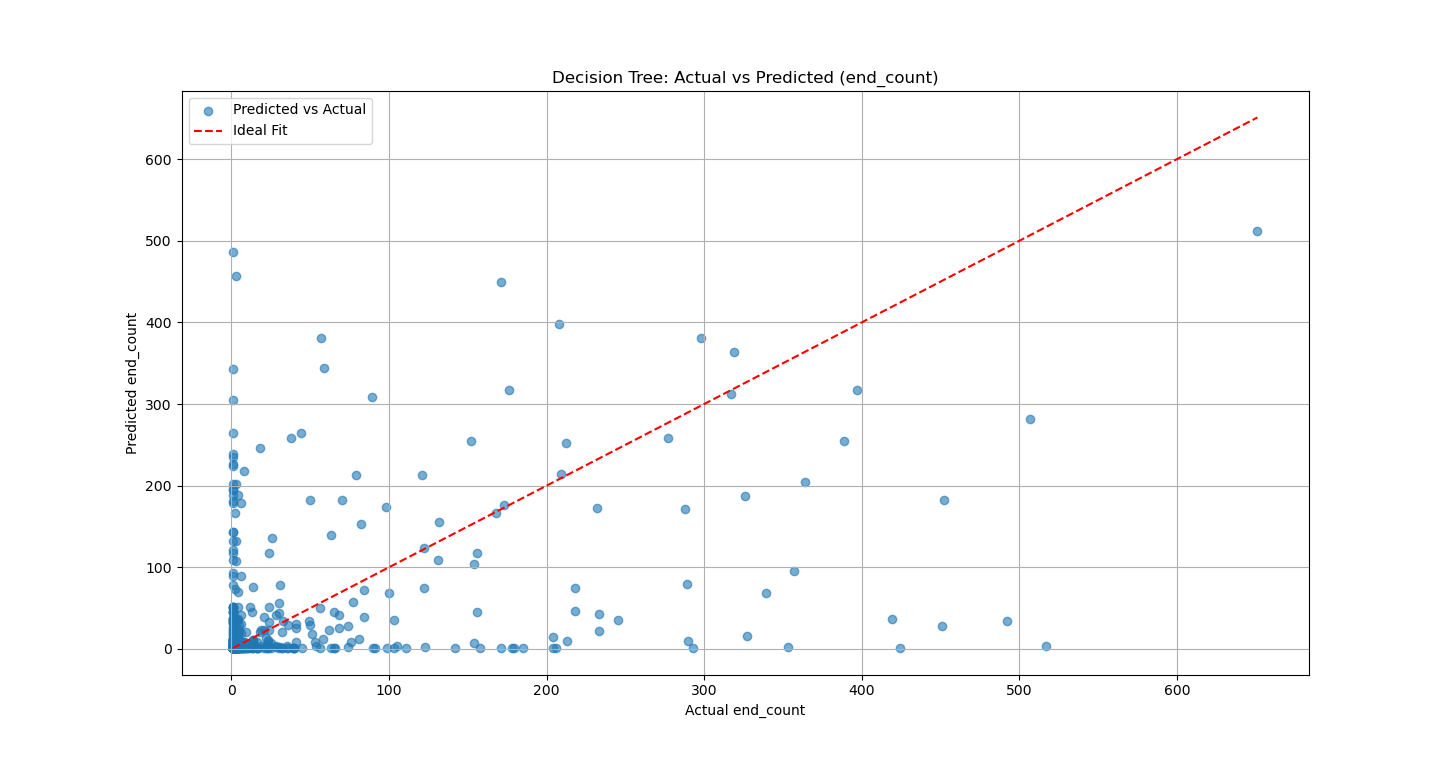 Decision Tree: Actual vs Predicted (end_count)
Predicted vs Actual
Ideal Fit
Predicted end_count
600
500
400
300
200
100
0
0 100 200 300 400 500 600
Actual end_count